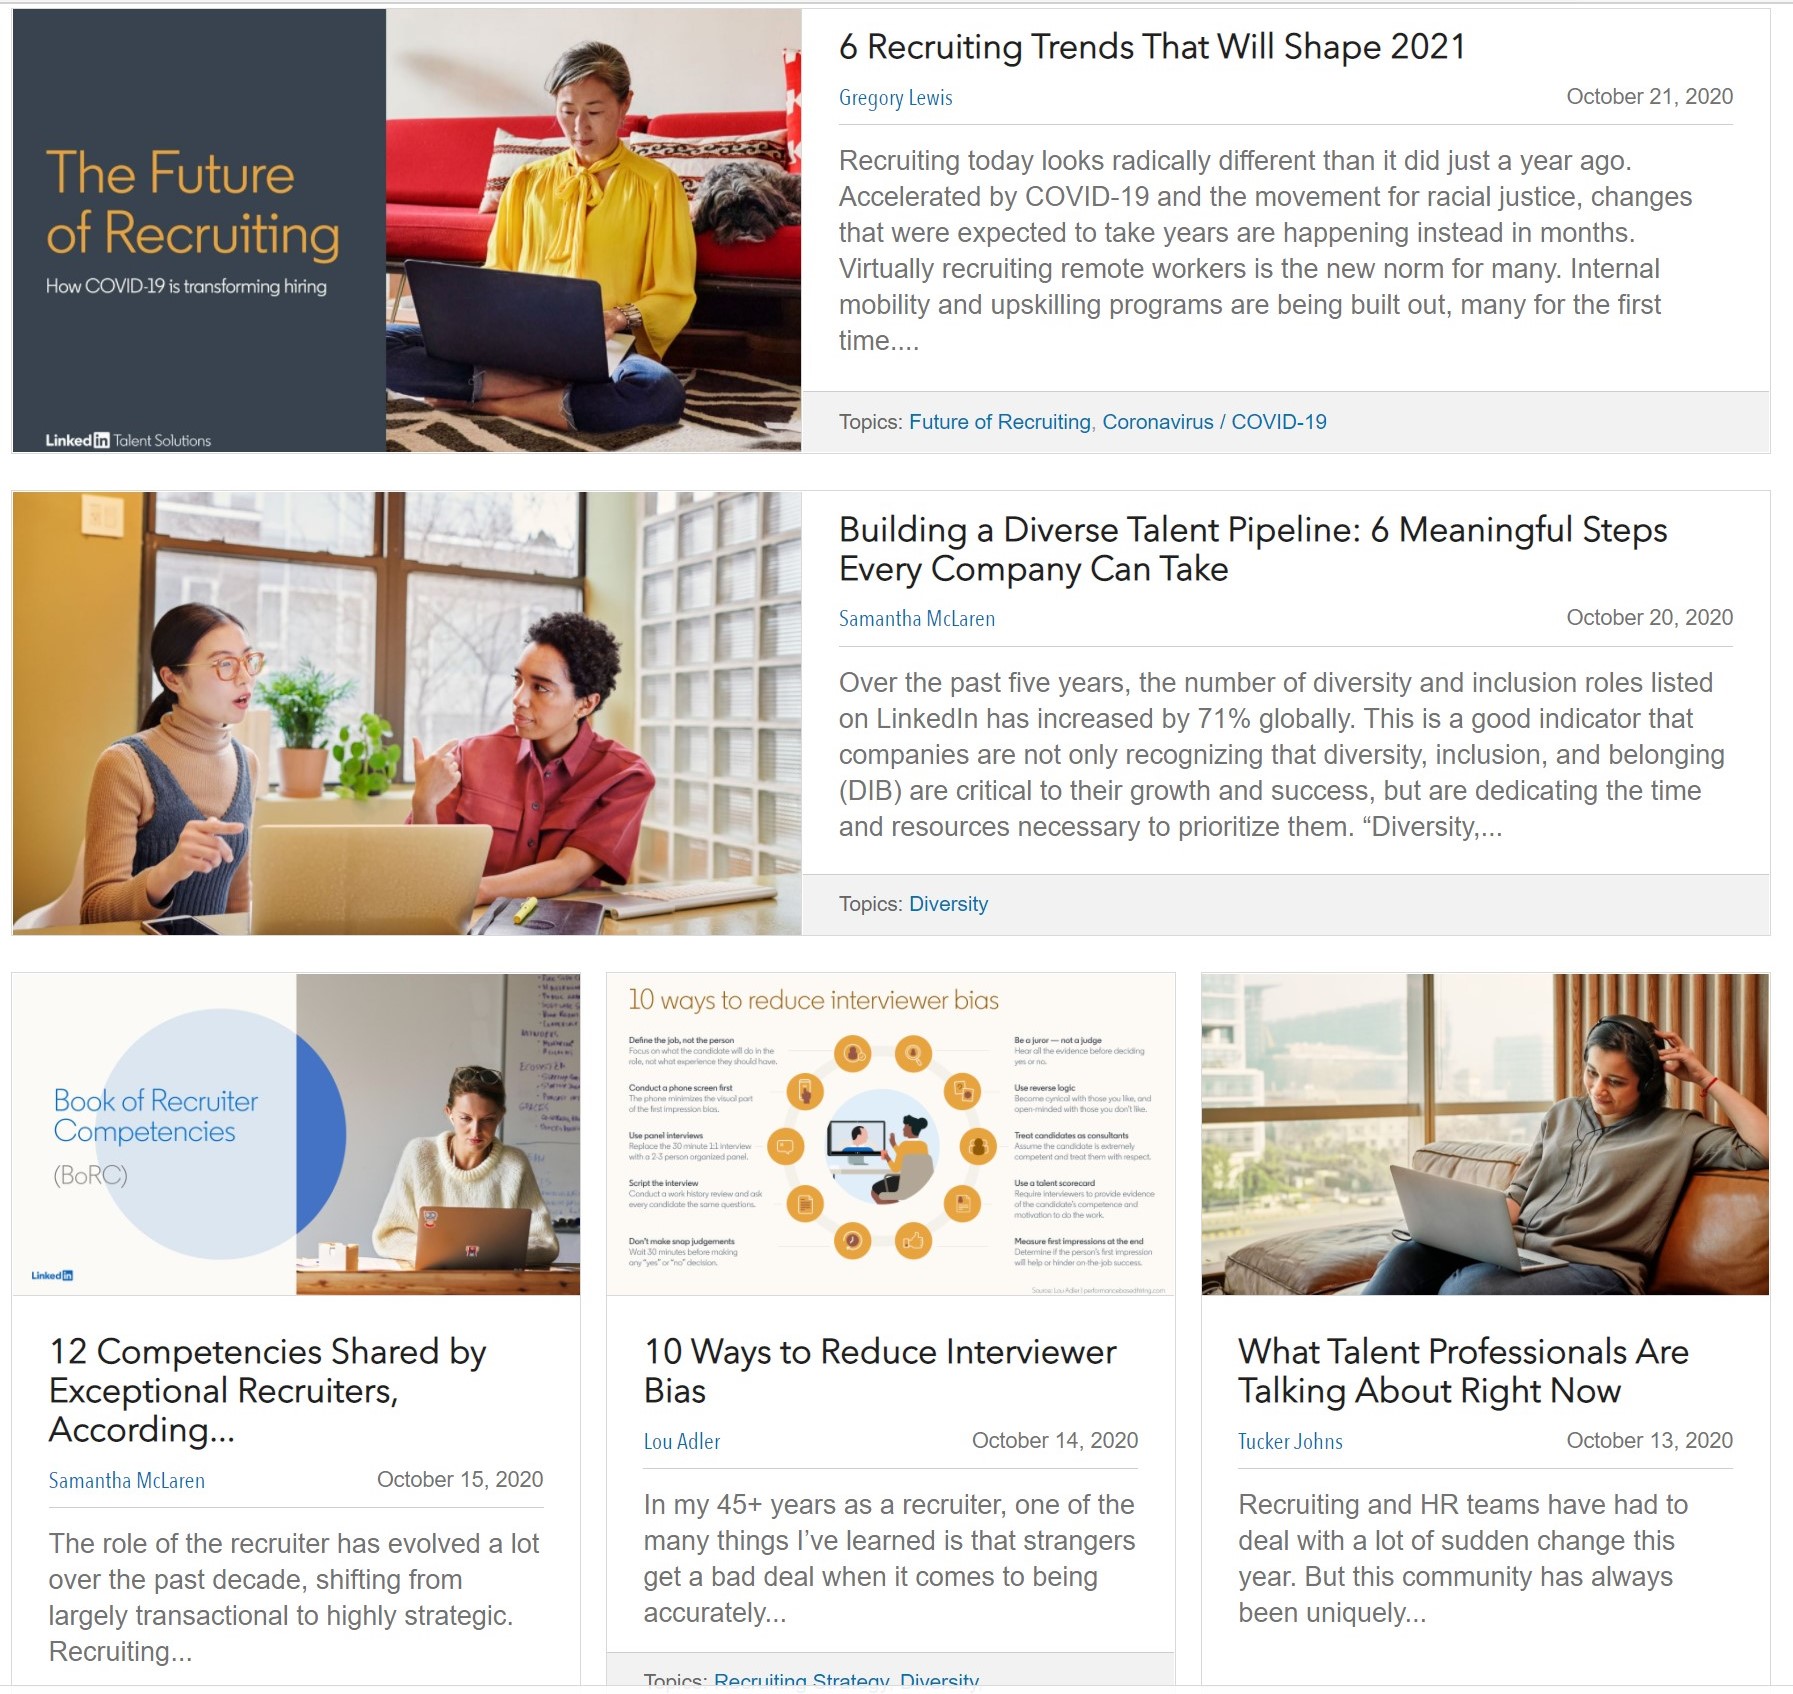 The Future
of Recruiting
How COVID-19 is transforming hiring
Linked in Talent Solutions
6 Recruiting Trends That Will Shape 2021
Gregory Lewis
October 21, 2020
Recruiting today looks radically different than it did just a year ago.
Accelerated by COVID-19 and the movement for racial justice, changes
that were expected to take years are happening instead in months.
Virtually recruiting remote workers is the new norm for many. Internal
mobility and upskilling programs are being built out, many for the first
time....
Topics: Future of Recruiting, Coronavirus / COVID-19
Building a Diverse Talent Pipeline: 6 Meaningful Steps
Every Company Can Take
Samantha McLaren
October 20, 2020
Over the past five years, the number of diversity and inclusion roles listed
on LinkedIn has increased by 71% globally. This is a good indicator that
companies are not only recognizing that diversity, inclusion, and belonging
(DIB) are critical to their growth and success, but are dedicating the time
and resources necessary to prioritize them. “Diversity,...
Topics: Diversity
Book of Recruiter
Competencies
(BoRC)
Linked in
12 Competencies Shared by
Exceptional Recruiters,
According...
Samantha McLaren
October 15, 2020
The role of the recruiter has evolved a lot
over the past decade, shifting from
largely transactional to highly strategic.
Recruiting...
10 ways to reduce interviewer bias
Define the job, not the person
Focus on what the candidate will do in the
role, not what experience they should have.
Conduct a phone screen first
The phone minimizes the visual part
of the first impression bias.
Use panel interviews
Replace the 30 minute 1:1 interview
with a 2-3 person organized panel.
Script the interview
Conduct a work history review and ask
every candidate the same questions.
Don't make snap judgements
Wait 30 minutes before making
any "yes" or "no" decision.
Be a juror — not a judge
Hear all the evidence before deciding
yes or no.
Use reverse logic
Become cynical with those you like, and
open-minded with those you don't like.
Treat candidates as consultants
Assume the candidate is extremely
competent and treat them with respect.
Use a talent scorecard
Require interviewers to provide evidence
of the candidate's competence and
motivation to do the work.
Measure first impressions at the end
Determine if the person's first impression
will help or hinder on-the-job success.
Source: Lou Adler | performancebasedhiring.com
10 Ways to Reduce Interviewer
Bias
Lou Adler
October 14, 2020
In my 45+ years as a recruiter, one of the
many things I’ve learned is that strangers
get a bad deal when it comes to being
accurately...
Topics: Recruiting Strategy, Diversity
What Talent Professionals Are
Talking About Right Now
Tucker Johns
October 13, 2020
Recruiting and HR teams have had to
deal with a lot of sudden change this
year. But this community has always
been uniquely...